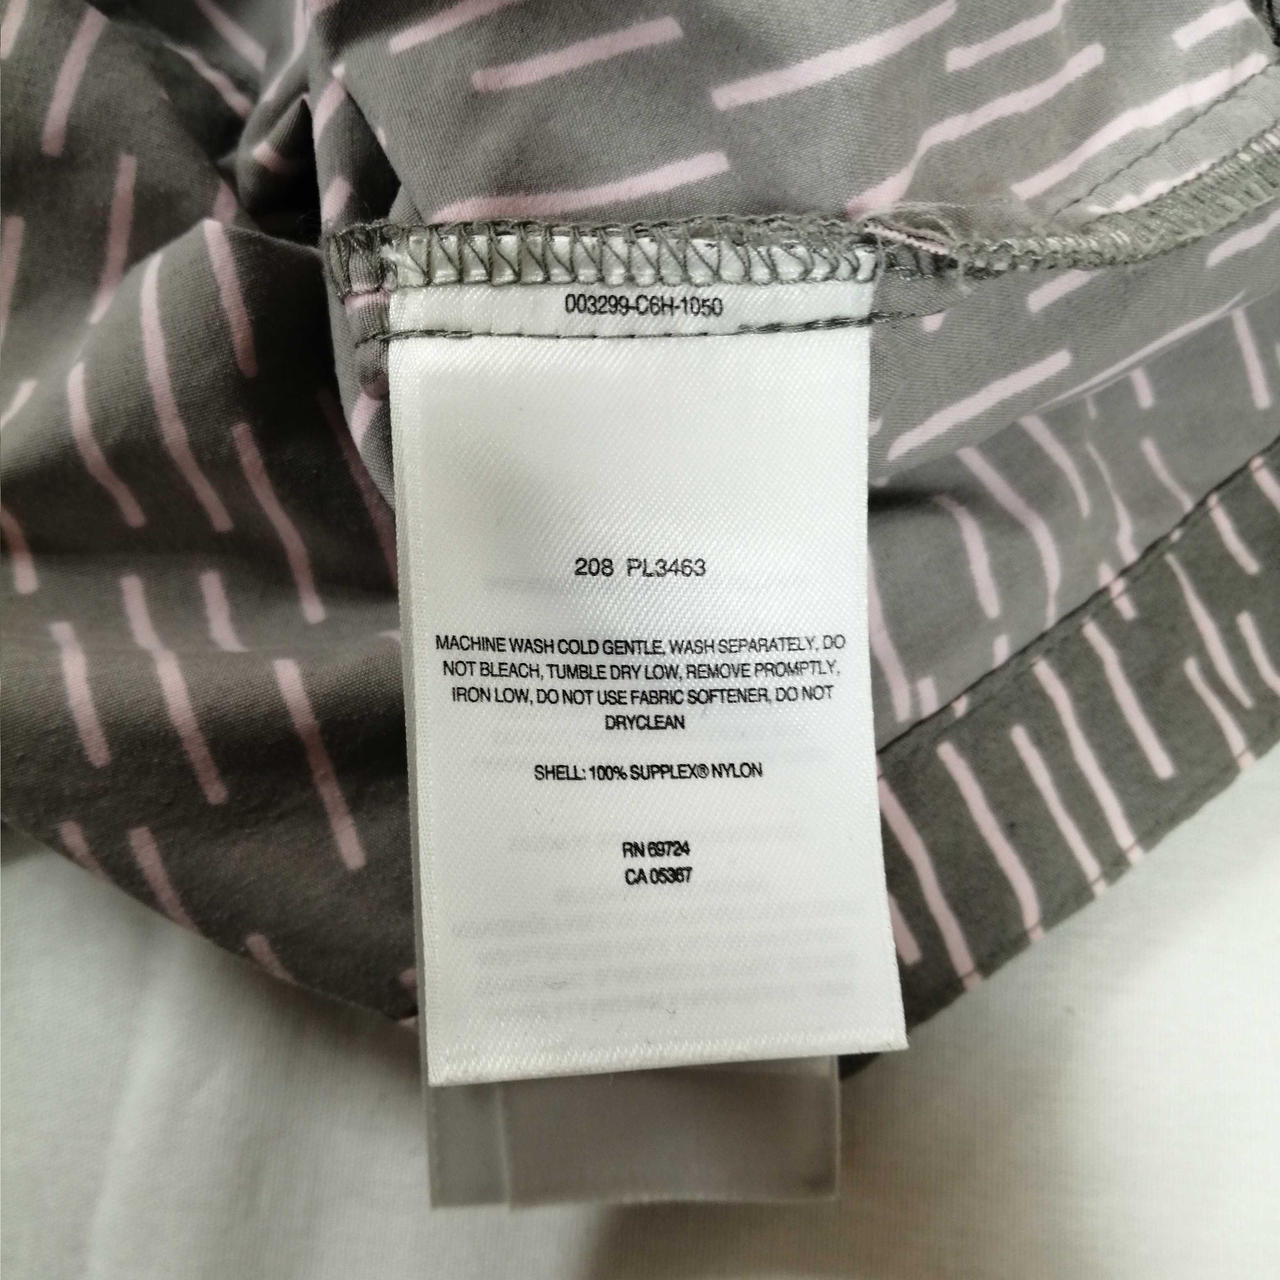 003299-C6H-1050
208 PL3463
MACHINE WASH COLD GENTLE, WASH SEPARATELY, DO
NOT BLEACH, TUMBLE DRY LOW, REMOVE PROMPTLY,
IRON LOW, DO NOT USE FABRIC SOFTENER, DO NOT
DRYCLEAN
SHELL: 100% SUPPLEX® NYLON
RN 69724
CA 05367